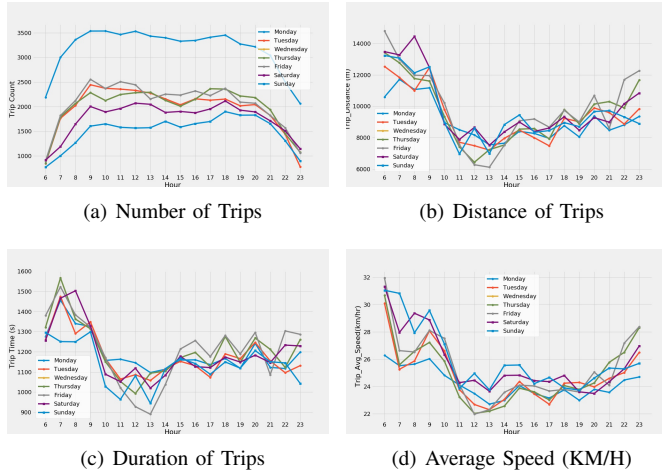 3500
3000
2500
2000
1500
1000
Trip Count
Monday
Tuesday
Wednesday
Thursday
Friday
Saturday
Sunday
6 7 8 9 10 11 12 13 14 15 16 17 18 19 20 21 22 23
Hour
(a) Number of Trips
14000
12000
10000
8000
6000
Trip_Distance (m)
Monday
Tuesday
Wednesday
Thursday
Friday
Saturday
Sunday
6 7 8 9 10 11 12 13 14 15 16 17 18 19 20 21 22 23
Hour
(b) Distance of Trips
1600
1500
1400
1300
1200
1100
1000
900
800
Trip Time (s)
Monday
Tuesday
Wednesday
Thursday
Friday
Saturday
Sunday
6 7 8 9 10 11 12 13 14 15 16 17 18 19 20 21 22 23
Hour
(c) Duration of Trips
32
30
28
26
24
22
Trip_Avg_Speed(km/hr)
Monday
Tuesday
Wednesday
Thursday
Friday
Saturday
Sunday
6 7 8 9 10 11 12 13 14 15 16 17 18 19 20 21 22 23
Hour
(d) Average Speed (KM/H)